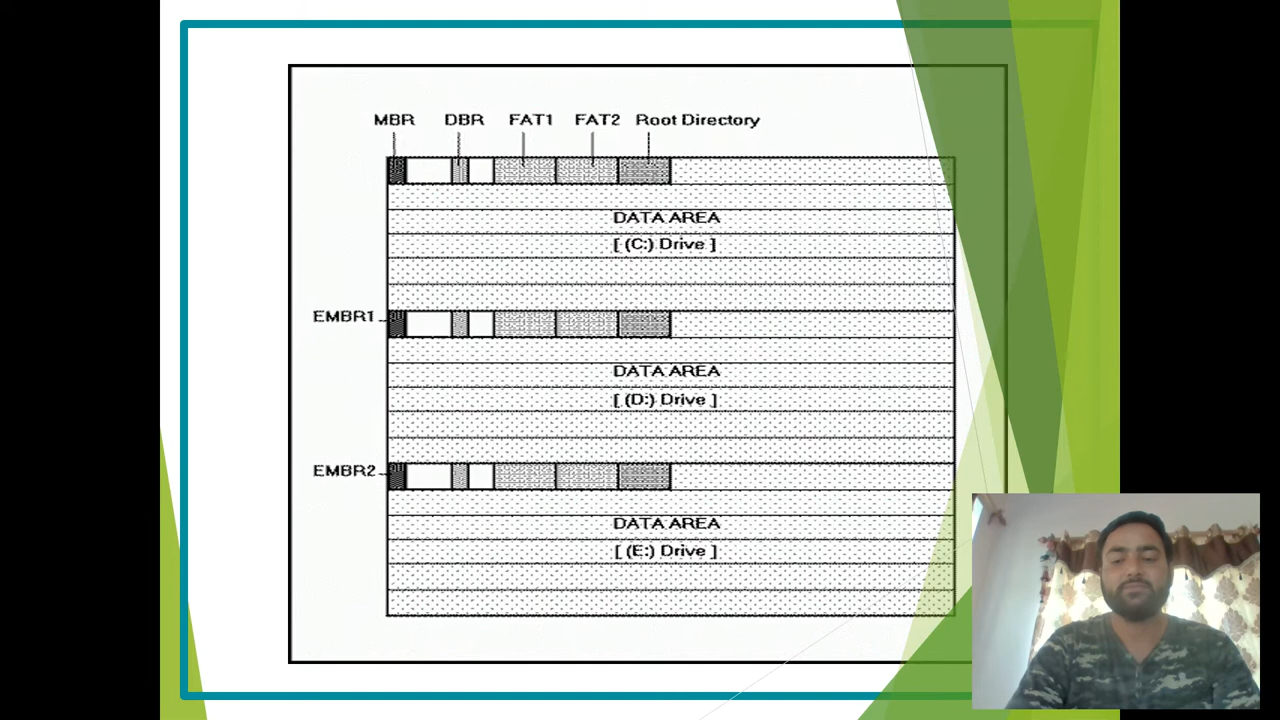 MBR DBR FAT1 FAT2 Root Directory
DATA AREA
[ (C:) Drive ]
EMBR1
DATA AREA
[ (D:) Drive ]
EMBR2
DATA AREA
[ (E:) Drive ]